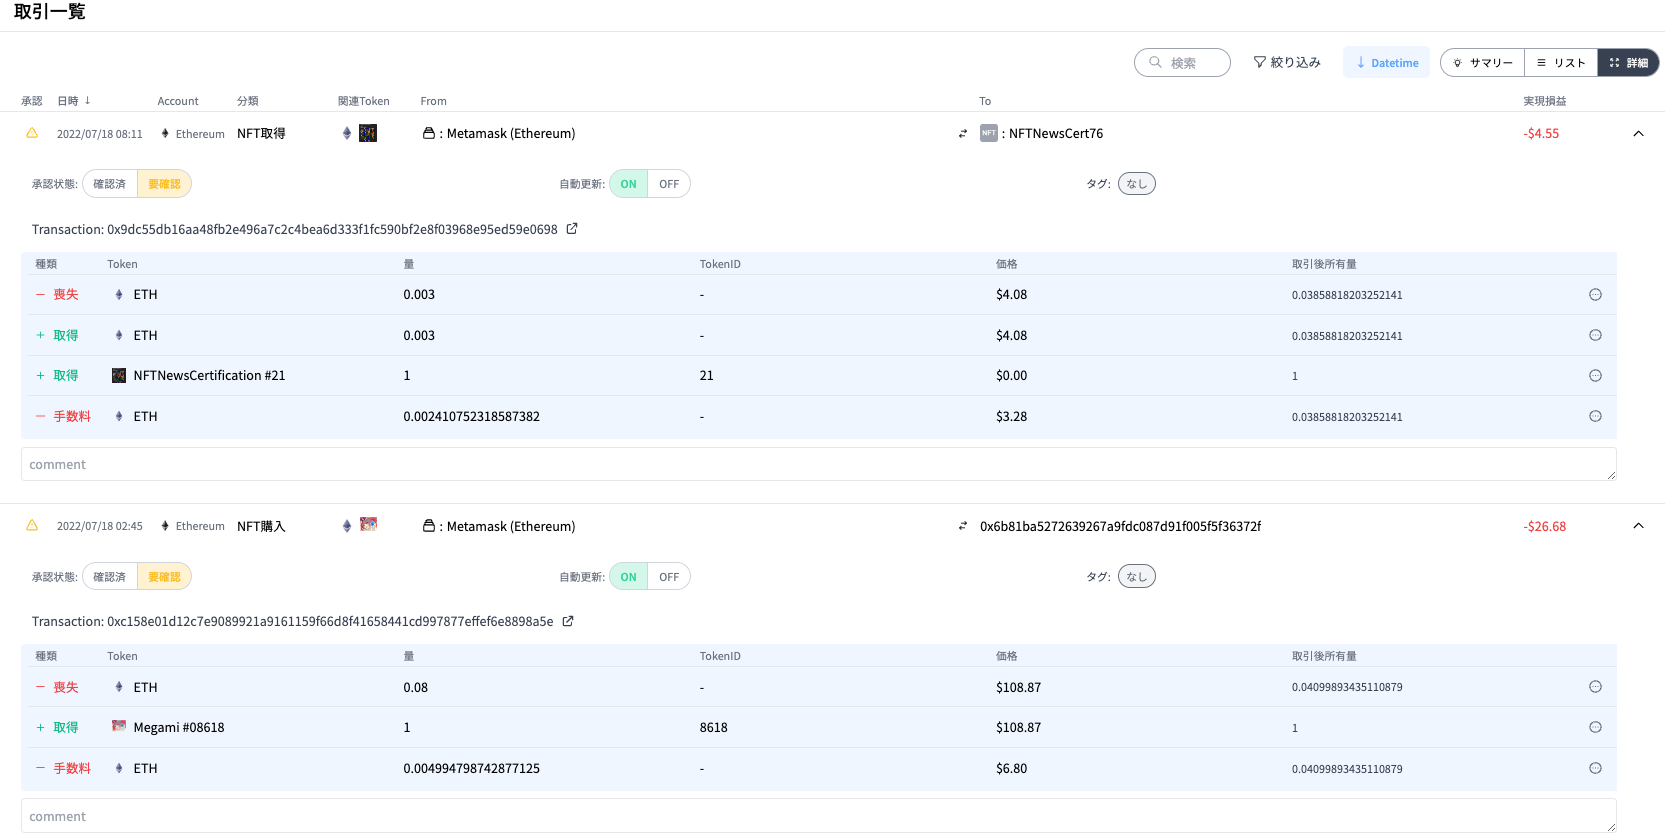 取引一覧
検索 絞り込み ↓ Datetime サマリー リスト 詳細
承認 日時 ↓ Account 分類 関連Token From To 実現損益
2022/07/18 08:11 Ethereum NFT取得 : Metamask (Ethereum) NFT : NFTNewsCert76 -$4.55
承認状態: 確認済 要確認 自動更新: ON OFF タグ: なし
Transaction: 0x9dc55db16aa48fb2e496a7c2c4bea6d333f1fc590bf2e8f03968e95ed59e0698
種類 Token 量 TokenID 価格 取引後所有量
− 喪失 ETH 0.003 - $4.08 0.03858818203252141
+ 取得 ETH 0.003 - $4.08 0.03858818203252141
+ 取得 NFTNewsCertification #21 1 21 $0.00 1
− 手数料 ETH 0.002410752318587382 - $3.28 0.03858818203252141
comment
2022/07/18 02:45 Ethereum NFT購入 : Metamask (Ethereum) 0x6b81ba5272639267a9fdc087d91f005f5f36372f -$26.68
承認状態: 確認済 要確認 自動更新: ON OFF タグ: なし
Transaction: 0xc158e01d12c7e9089921a9161159f66d8f41658441cd997877effef6e8898a5e
種類 Token 量 TokenID 価格 取引後所有量
− 喪失 ETH 0.08 - $108.87 0.04099893435110879
+ 取得 Megami #08618 1 8618 $108.87 1
− 手数料 ETH 0.004994798742877125 - $6.80 0.04099893435110879
comment